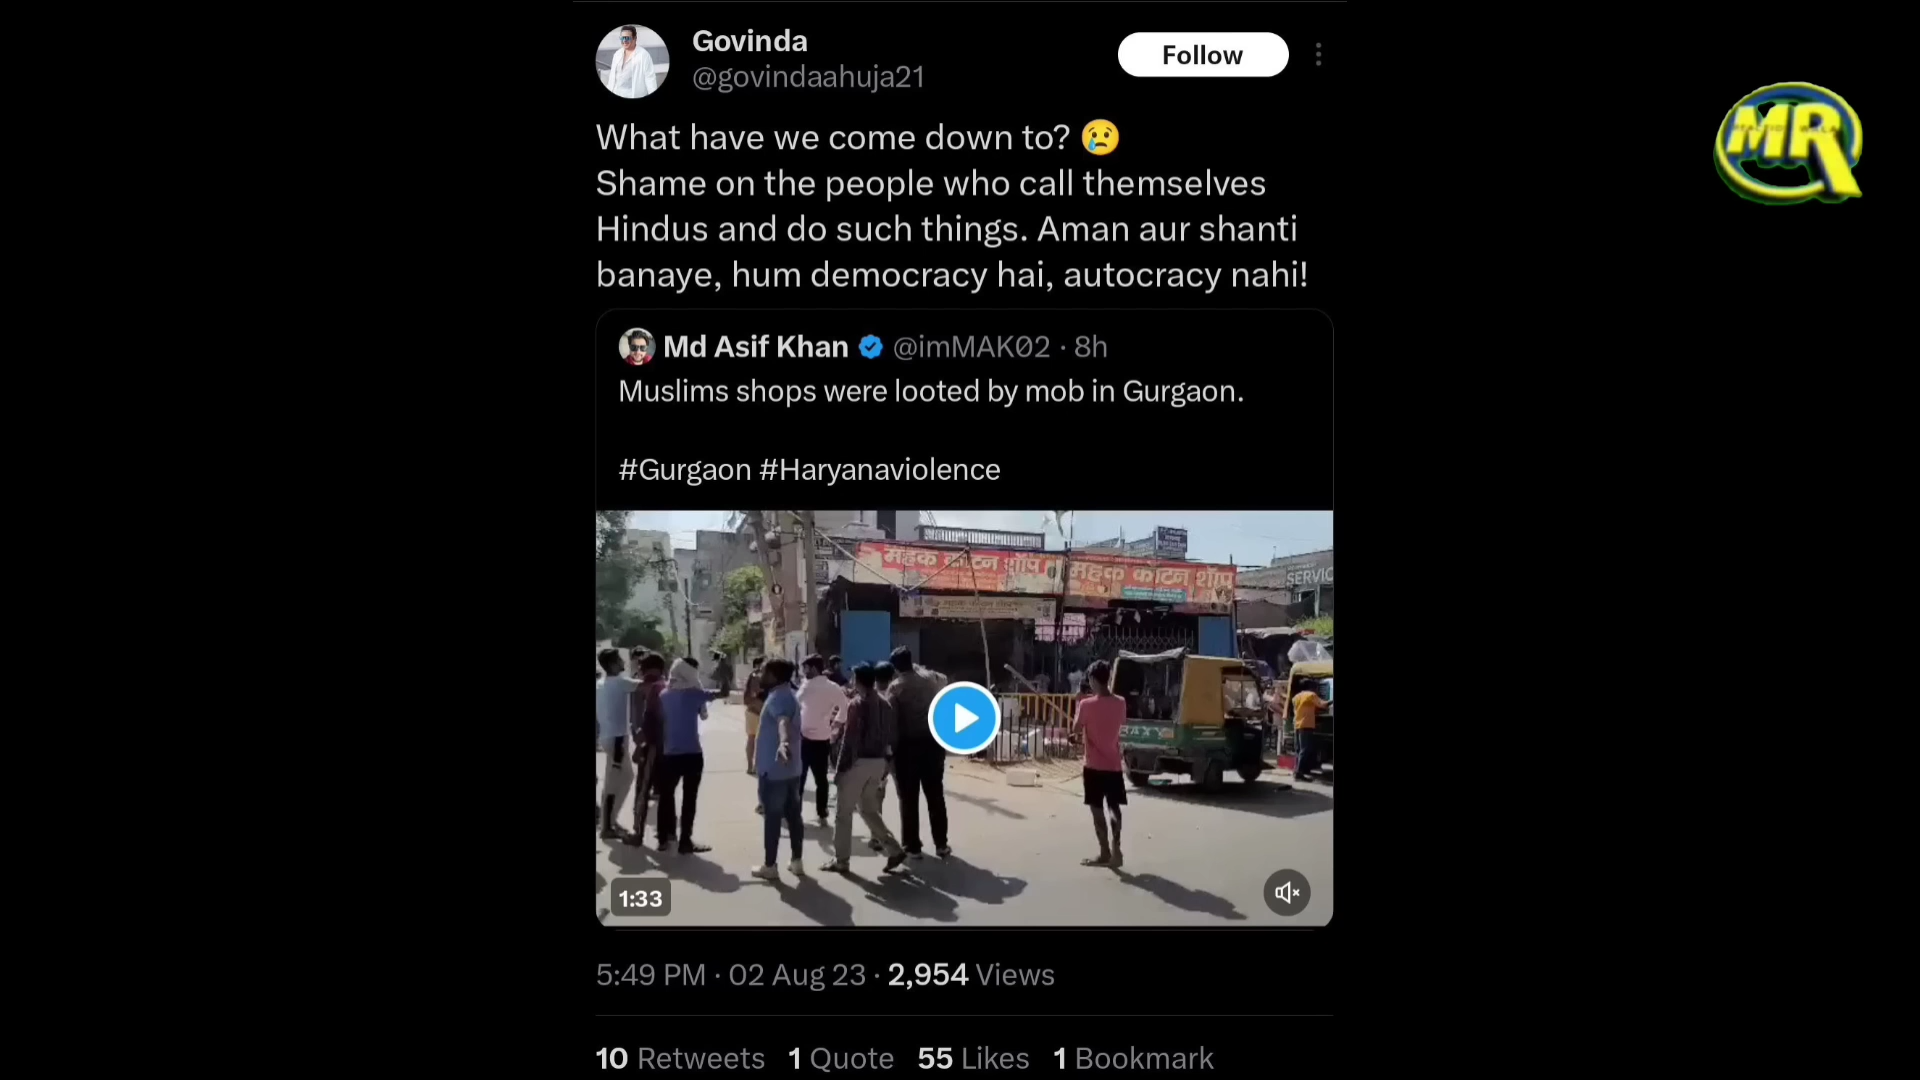 Govinda
@govindaahuja21
Follow
MR
What have we come down to? 😢
Shame on the people who call themselves
Hindus and do such things. Aman aur shanti
banaye, hum democracy hai, autocracy nahi!
Md Asif Khan @imMAK02 · 8h
Muslims shops were looted by mob in Gurgaon.
#Gurgaon #Haryanaviolence
महक काटन शॉप महक काटन शॉप
SERVIC
1:33
5:49 PM · 02 Aug 23 · 2,954 Views
10 Retweets 1 Quote 55 Likes 1 Bookmark